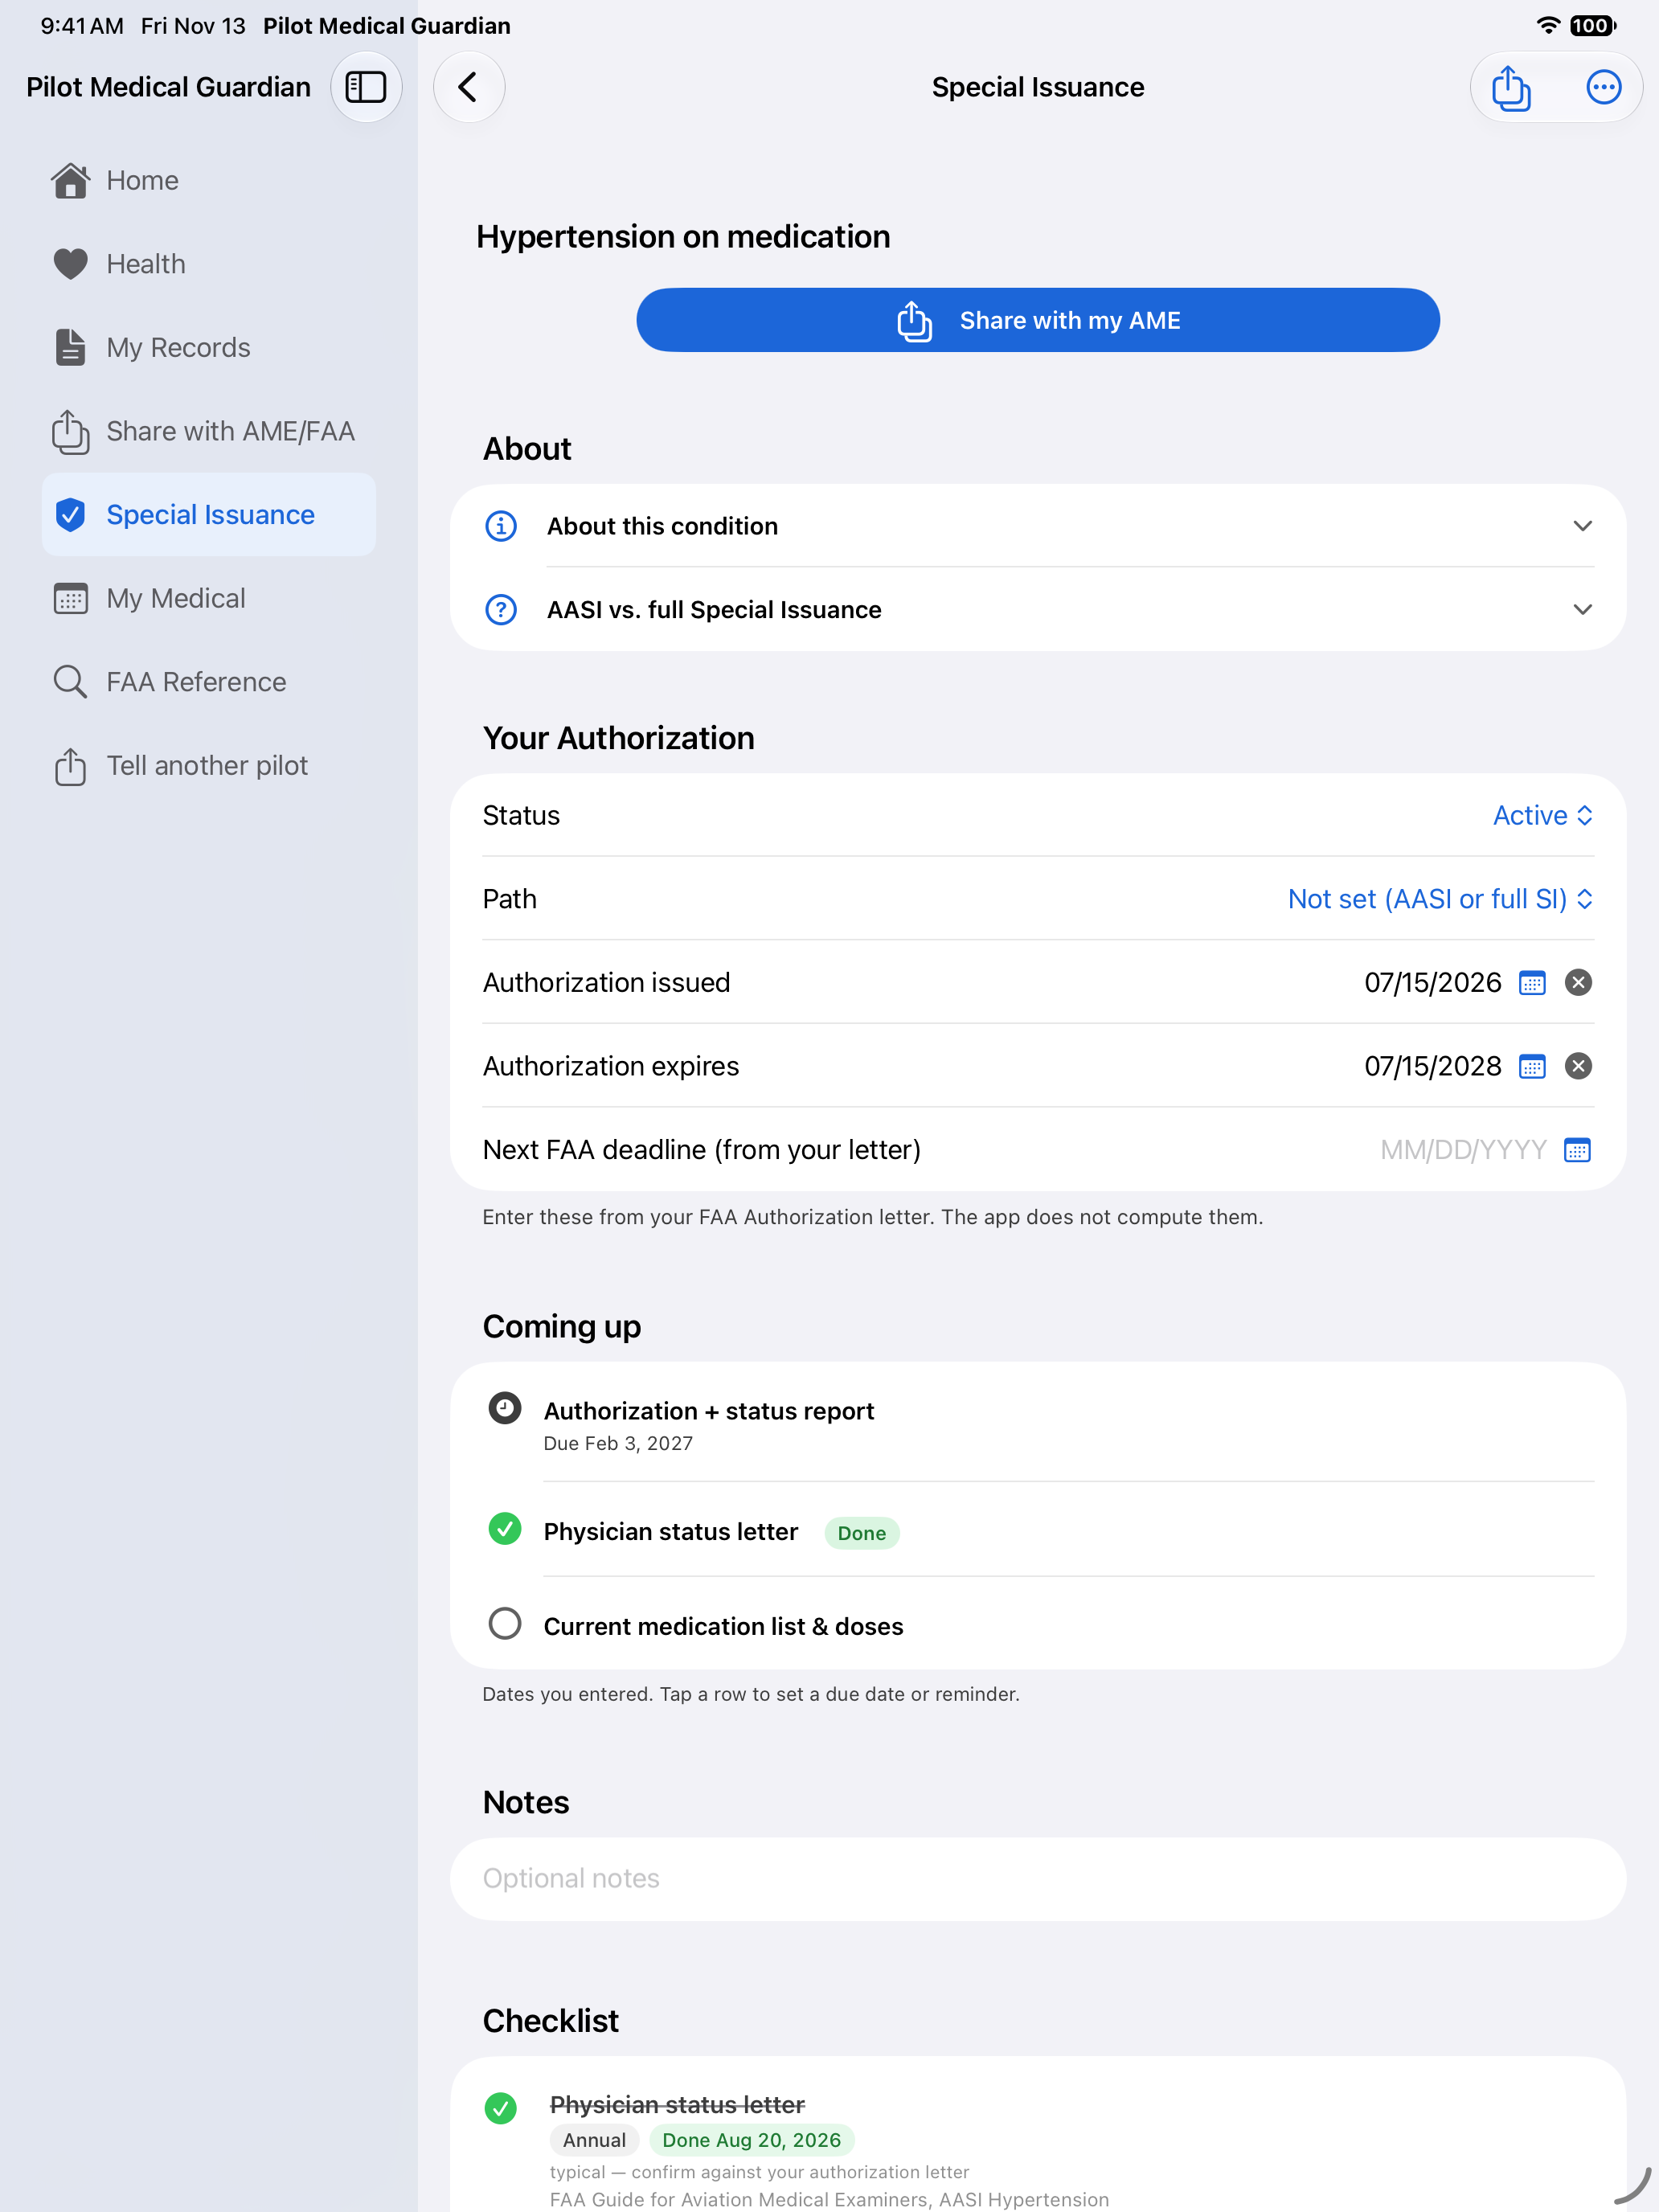 9:41 AM Fri Nov 13 Pilot Medical Guardian
100
Pilot Medical Guardian
Special Issuance
Home
Health
My Records
Share with AME/FAA
Special Issuance
My Medical
FAA Reference
Tell another pilot
Hypertension on medication
Share with my AME
About
About this condition
AASI vs. full Special Issuance
Your Authorization
Status Active
Path Not set (AASI or full SI)
Authorization issued 07/15/2026
Authorization expires 07/15/2028
Next FAA deadline (from your letter) MM/DD/YYYY
Enter these from your FAA Authorization letter. The app does not compute them.
Coming up
Authorization + status report
Due Feb 3, 2027
Physician status letter Done
Current medication list & doses
Dates you entered. Tap a row to set a due date or reminder.
Notes
Optional notes
Checklist
Physician status letter
Annual Done Aug 20, 2026
typical — confirm against your authorization letter
FAA Guide for Aviation Medical Examiners, AASI Hypertension